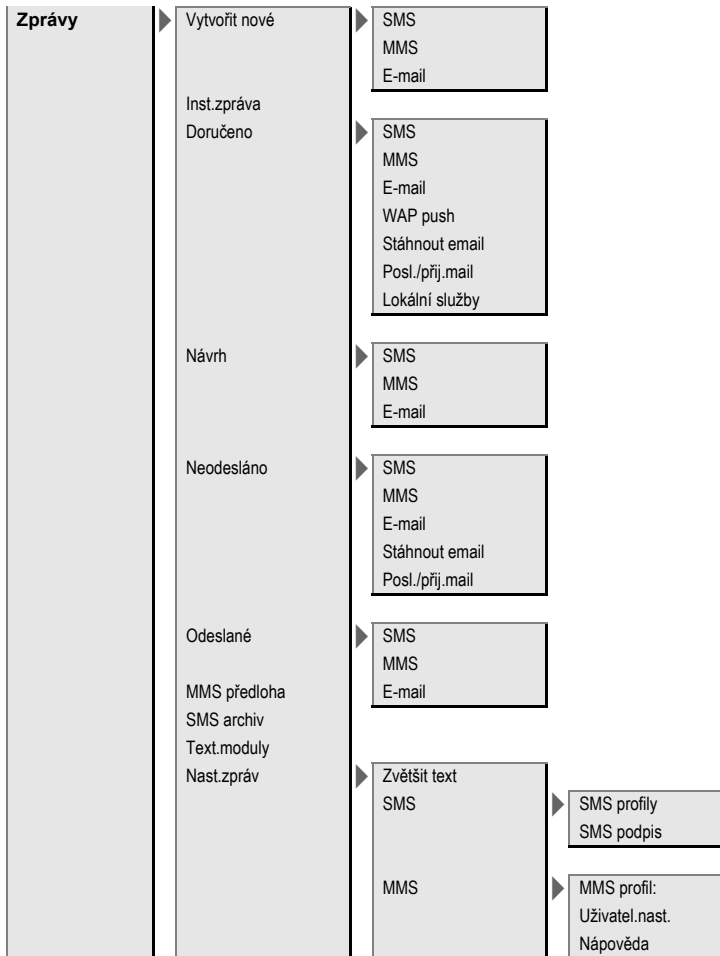 Zprávy
Vytvořit nové
SMS
MMS
E-mail
Inst.zpráva
Doručeno
SMS
MMS
E-mail
WAP push
Stáhnout email
Posl./přij.mail
Lokální služby
Návrh
SMS
MMS
E-mail
Neodesláno
SMS
MMS
E-mail
Stáhnout email
Posl./přij.mail
Odeslané
SMS
MMS
E-mail
MMS předloha
SMS archiv
Text.moduly
Nast.zpráv
Zvětšit text
SMS
SMS profily
SMS podpis
MMS
MMS profil:
Uživatel.nast.
Nápověda